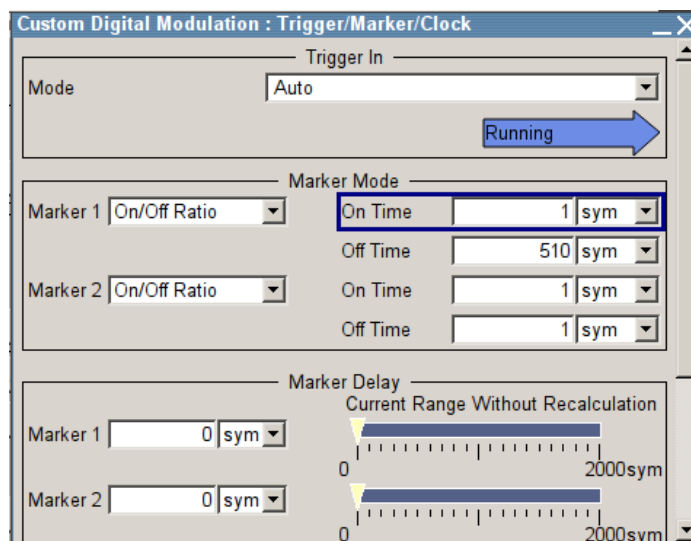 Custom Digital Modulation : Trigger/Marker/Clock
Trigger In
Mode Auto
Running
Marker Mode
Marker 1 On/Off Ratio On Time 1 sym
Off Time 510 sym
Marker 2 On/Off Ratio On Time 1 sym
Off Time 1 sym
Marker Delay
Current Range Without Recalculation
Marker 1 0 sym
0 2000sym
Marker 2 0 sym
0 2000sym